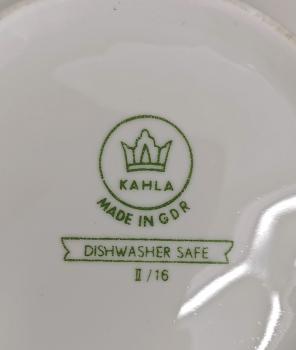 KAHLA
MADE IN GDR
DISHWASHER SAFE
II/16